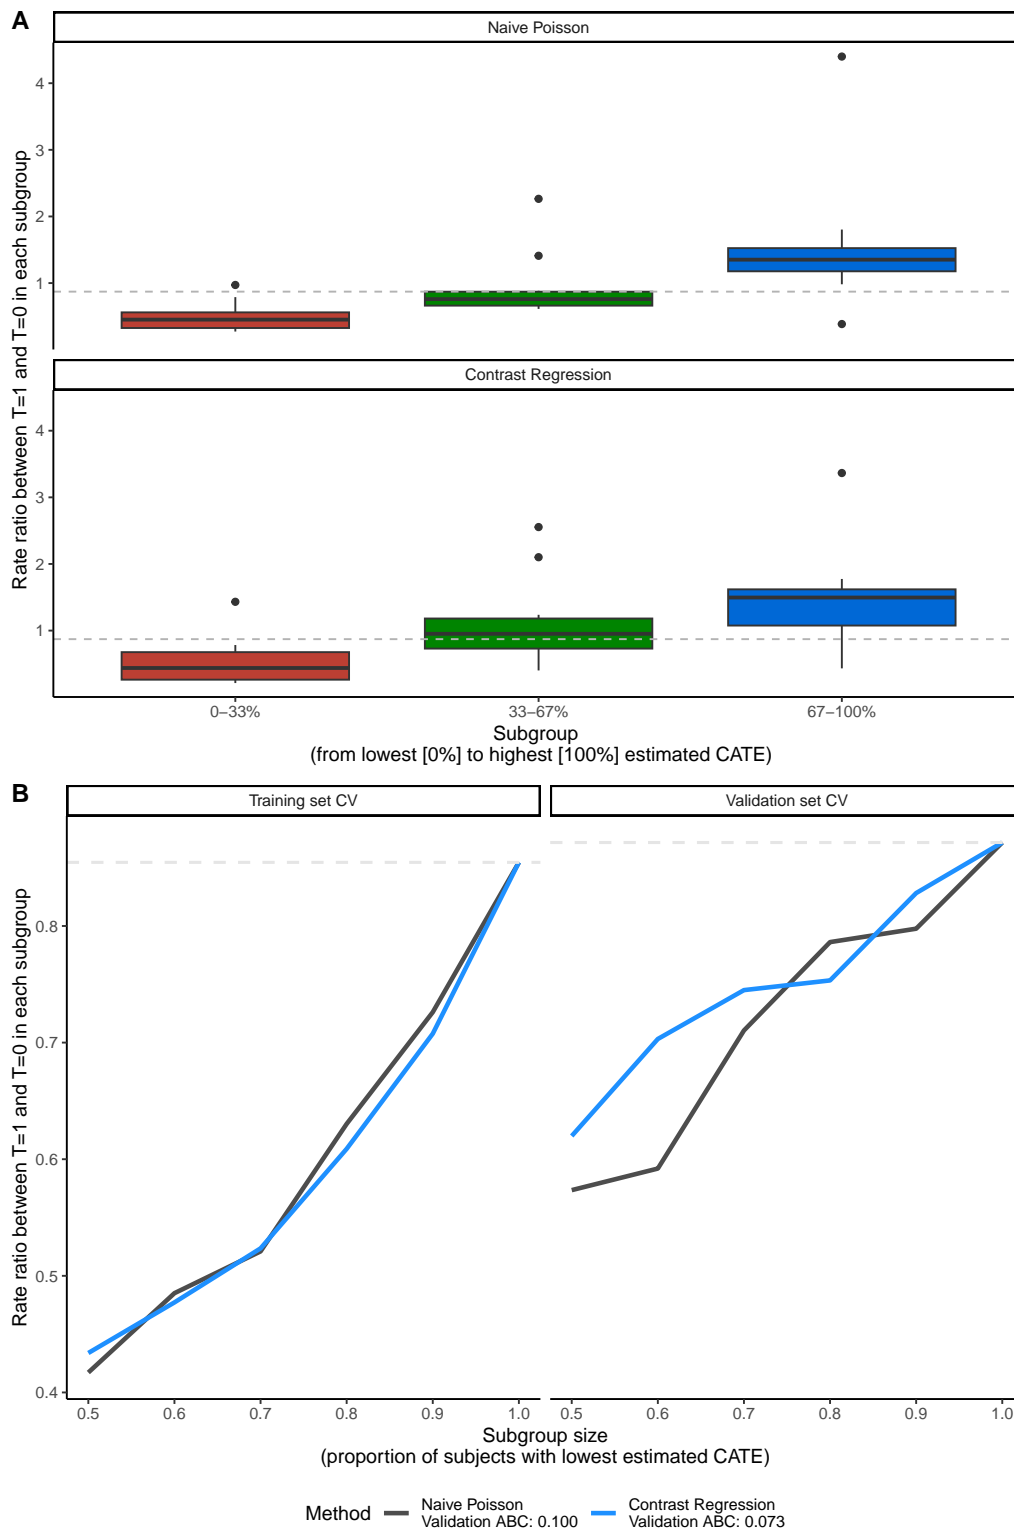 A
Naive Poisson
4
3
2
1
Contrast Regression
4
3
2
1
Rate ratio between T=1 and T=0 in each subgroup
0–33%
33–67%
67–100%
Subgroup
(from lowest [0%] to highest [100%] estimated CATE)
B
Training set CV
Validation set CV
0.8
0.7
0.6
0.5
0.4
Rate ratio between T=1 and T=0 in each subgroup
0.5
0.6
0.7
0.8
0.9
1.0
0.5
0.6
0.7
0.8
0.9
1.0
Subgroup size
(proportion of subjects with lowest estimated CATE)
Method
Naive Poisson
Validation ABC: 0.100
Contrast Regression
Validation ABC: 0.073